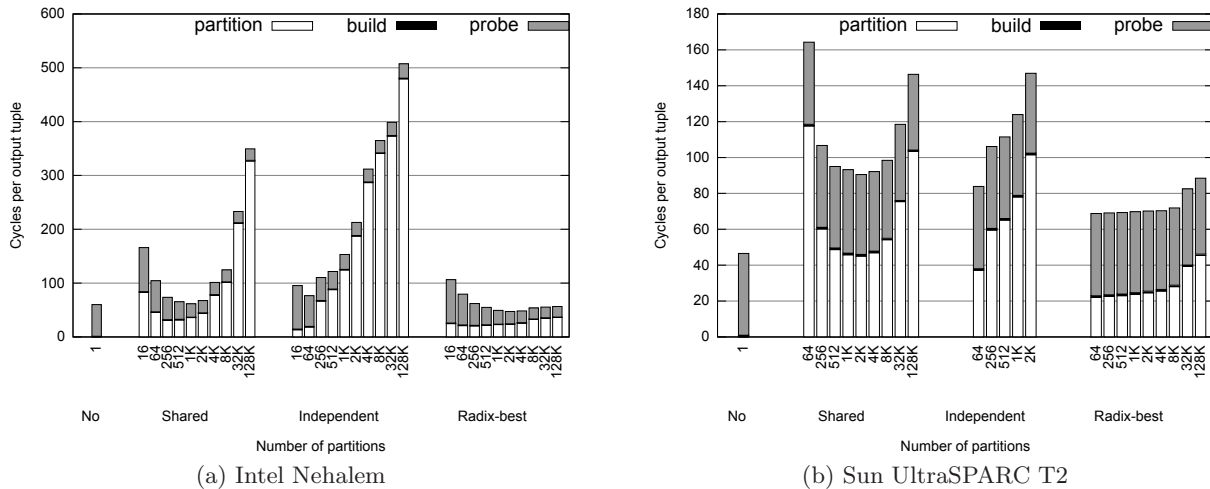 partition build probe
600
500
400
300
200
100
0
Cycles per output tuple
1
16
64
256
512
1K
2K
4K
8K
32K
128K
16
64
256
512
1K
2K
4K
8K
32K
128K
16
64
256
512
1K
2K
4K
8K
32K
128K
No Shared Independent Radix-best
Number of partitions
(a) Intel Nehalem
partition build probe
180
160
140
120
100
80
60
40
20
0
Cycles per output tuple
1
64
256
512
1K
2K
4K
8K
32K
128K
64
256
512
1K
2K
64
256
512
1K
2K
4K
8K
32K
128K
No Shared Independent Radix-best
Number of partitions
(b) Sun UltraSPARC T2